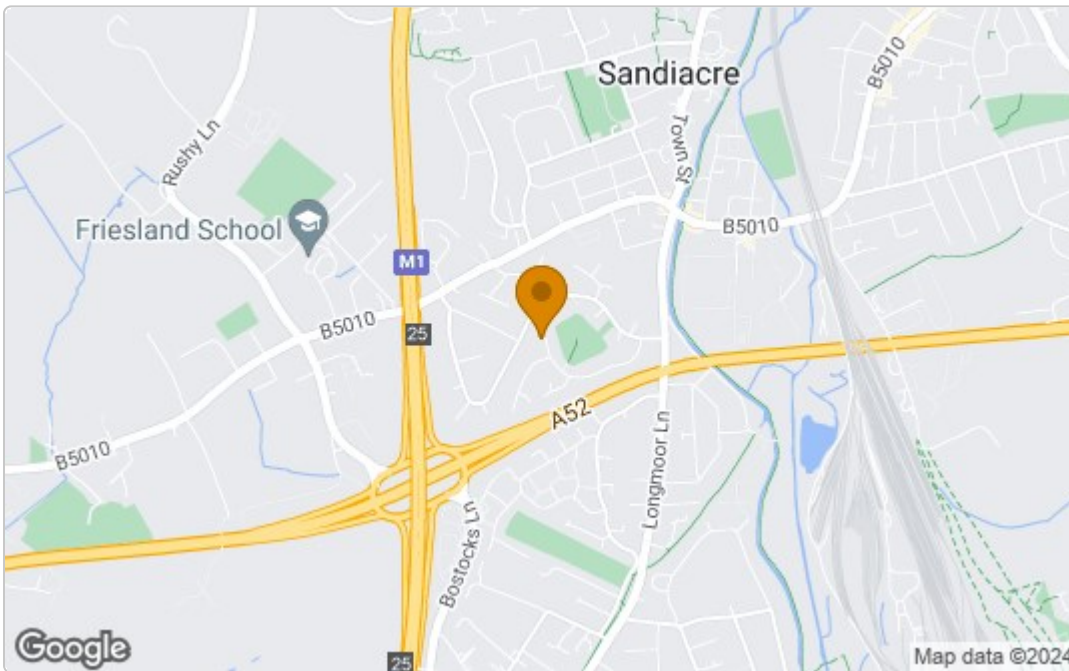 Sandiacre
B5010
Rushy Ln
Town St
Friesland School
B5010
M1
B5010
25
A52
Longmoor Ln
B5010
Bostocks Ln
Google
25
Map data ©2024